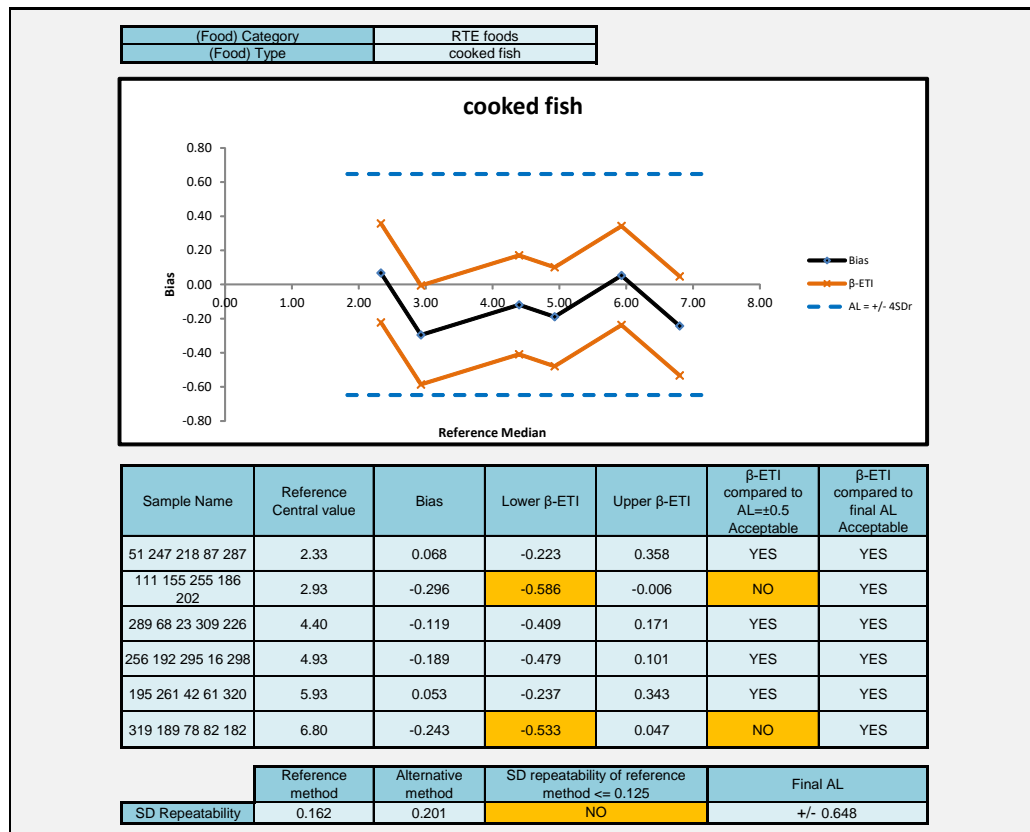 (Food) Category RTE foods
(Food) Type cooked fish
cooked fish
0.80
0.60
0.40
0.20
0.00
-0.20
-0.40
-0.60
-0.80
0.00 1.00 2.00 3.00 4.00 5.00 6.00 7.00 8.00
Bias
Reference Median
Bias
β-ETI
AL = +/- 4SDr
Sample Name Reference Central value Bias Lower β-ETI Upper β-ETI β-ETI compared to AL=±0.5 Acceptable β-ETI compared to final AL Acceptable
51 247 218 87 287 2.33 0.068 -0.223 0.358 YES YES
111 155 255 186 202 2.93 -0.296 -0.586 -0.006 NO YES
289 68 23 309 226 4.40 -0.119 -0.409 0.171 YES YES
256 192 295 16 298 4.93 -0.189 -0.479 0.101 YES YES
195 261 42 61 320 5.93 0.053 -0.237 0.343 YES YES
319 189 78 82 182 6.80 -0.243 -0.533 0.047 NO YES
Reference method Alternative method SD repeatability of reference method <= 0.125 Final AL
SD Repeatability 0.162 0.201 NO +/- 0.648